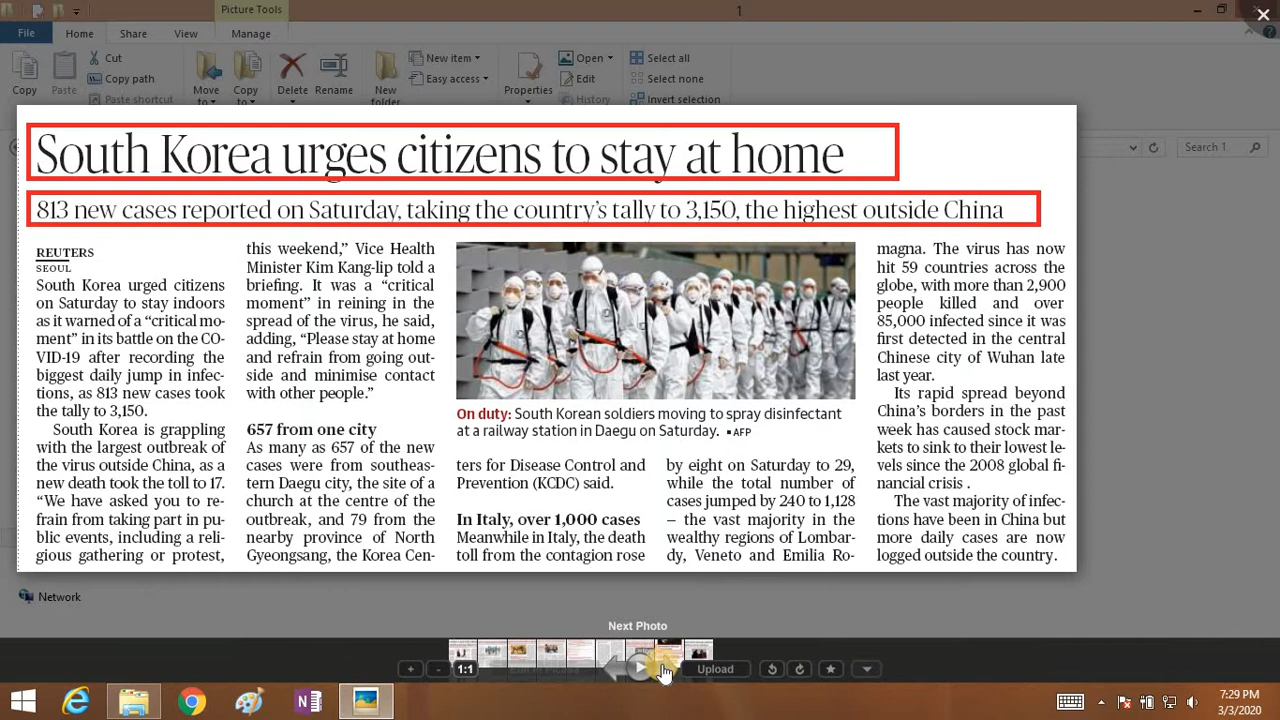 Picture Tools
1
File
Home
Share
View
Manage
Copy
Paste
Cut
Copy path
Paste shortcut
Move
to
Copy
to
Delete
Rename
New
folder
New item
Easy access
Properties
Open
Edit
History
Select all
Select none
Invert selection
Search 1
South Korea urges citizens to stay at home
813 new cases reported on Saturday, taking the country's tally to 3,150, the highest outside China
REUTERS
SEOUL
South Korea urged citizens
on Saturday to stay indoors
as it warned of a “critical mo-
ment” in its battle on the CO-
VID-19 after recording the
biggest daily jump in infec-
tions, as 813 new cases took
the tally to 3,150.
South Korea is grappling
with the largest outbreak of
the virus outside China, as a
new death took the toll to 17.
“We have asked you to re-
frain from taking part in pu-
blic events, including a reli-
gious gathering or protest,
this weekend,” Vice Health
Minister Kim Kang-lip told a
briefing. It was a “critical
moment” in reining in the
spread of the virus, he said,
adding, “Please stay at home
and refrain from going out-
side and minimise contact
with other people.”
657 from one city
As many as 657 of the new
cases were from southeas-
tern Daegu city, the site of a
church at the centre of the
outbreak, and 79 from the
nearby province of North
Gyeongsang, the Korea Cen-
On duty: South Korean soldiers moving to spray disinfectant
at a railway station in Daegu on Saturday. ▪ AFP
ters for Disease Control and
Prevention (KCDC) said.
In Italy, over 1,000 cases
Meanwhile in Italy, the death
toll from the contagion rose
by eight on Saturday to 29,
while the total number of
cases jumped by 240 to 1,128
– the vast majority in the
wealthy regions of Lombar-
dy, Veneto and Emilia Ro-
magna. The virus has now
hit 59 countries across the
globe, with more than 2,900
people killed and over
85,000 infected since it was
first detected in the central
Chinese city of Wuhan late
last year.
Its rapid spread beyond
China's borders in the past
week has caused stock mar-
kets to sink to their lowest le-
vels since the 2008 global fi-
nancial crisis .
The vast majority of infec-
tions have been in China but
more daily cases are now
logged outside the country.
Network
Next Photo
+
-
1:1
Edit in Picasa
Upload
7:29 PM
3/3/2020